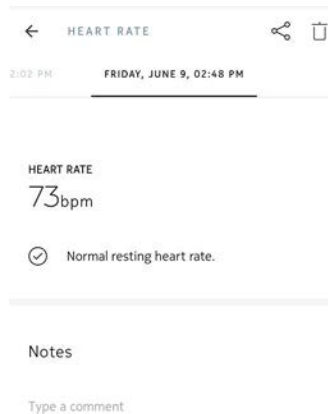 HEART RATE
2:02 PM FRIDAY, JUNE 9, 02:48 PM
HEART RATE
73bpm
Normal resting heart rate.
Notes
Type a comment